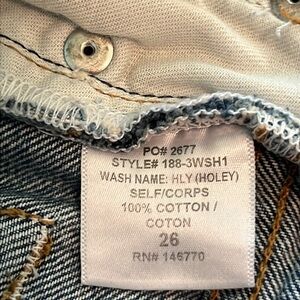 PO# 2677
STYLE# 188-3WSH1
WASH NAME: HLY (HOLEY)
SELF/CORPS
100% COTTON /
COTON
26
RN# 146770